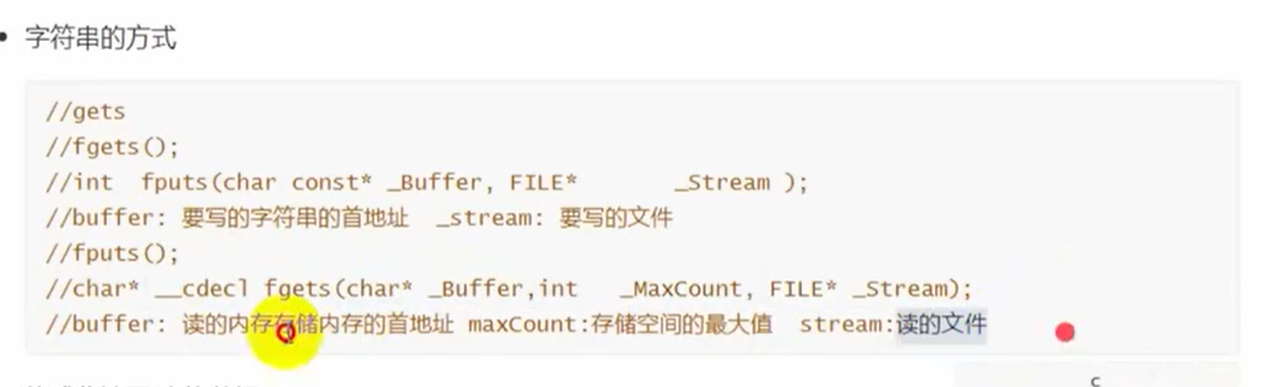 • 字符串的方式
//gets
//fgets();
//int  fputs(char const* _Buffer, FILE*       _Stream );
//buffer: 要写的字符串的首地址  _stream: 要写的文件
//fputs();
//char* __cdecl fgets(char* _Buffer,int   _MaxCount, FILE* _Stream);
//buffer: 读的内存存储内存的首地址 maxCount:存储空间的最大值  stream:读的文件
c